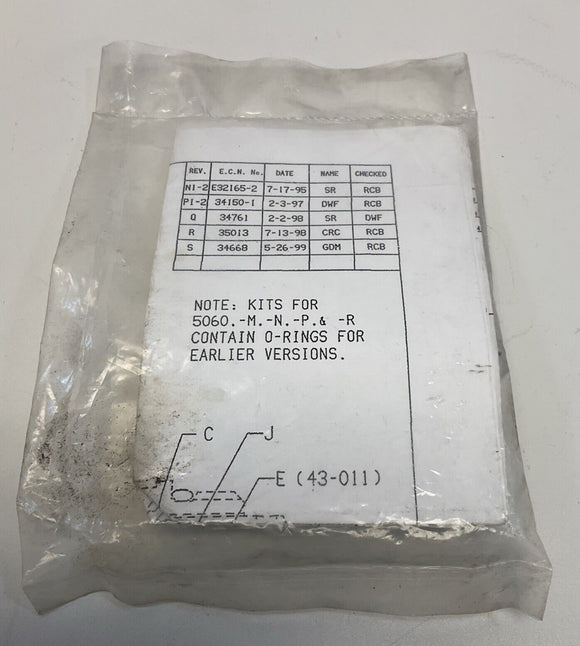 REV. E.C.N. No. DATE NAME CHECKED
N1-2 E32165-2 7-17-95 SR RCB
P1-2 34150-1 2-3-97 DWF RCB
Q 34761 2-2-98 SR DWF
R 35013 7-13-98 CRC RCB
S 34668 5-26-99 GDM RCB
NOTE: KITS FOR
5060.-M.-N.-P.& -R
CONTAIN O-RINGS FOR
EARLIER VERSIONS.
C J
E (43-011)